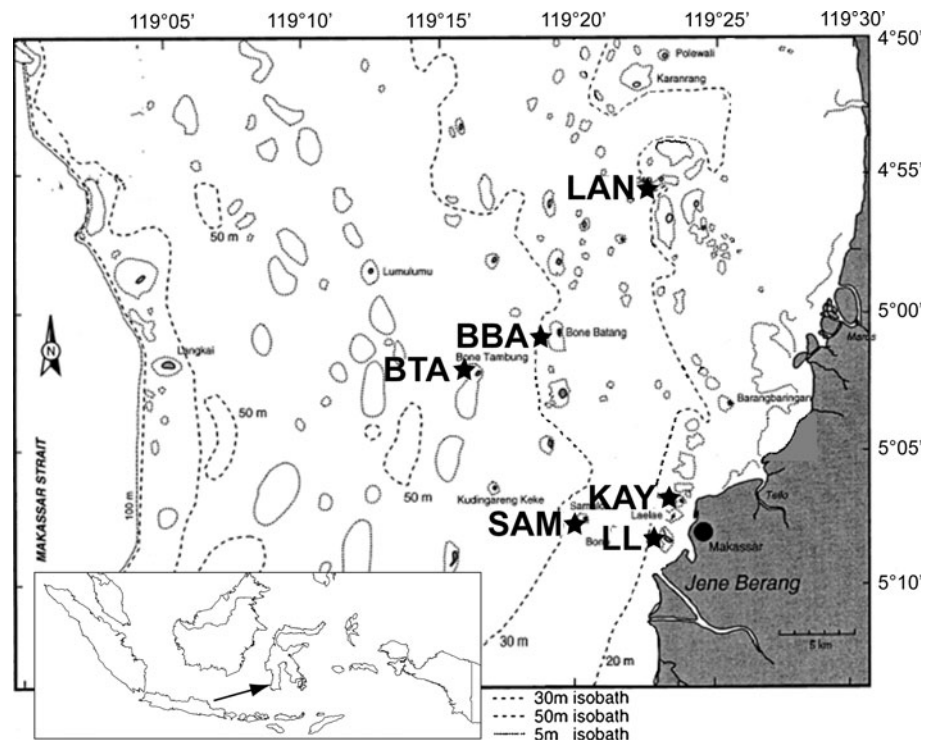 119°05' 119°10' 119°15' 119°20' 119°25' 119°30'
4°50'
Polewali
Karanrang
LAN
4°55'
50 m
Lumulumu
5°00'
BBA
Bone Batang
Maros
Langkai
Bone Tambung
BTA
N
Barangbaringan
50 m
5°05'
MAKASSAR STRAIT
100 m
50 m
Kudingareng Keke
KAY
Tello
SAM
Laelae
LL
Makassar
Jene Berang
5°10'
30 m
20 m
5 km
30m isobath
50m isobath
5m isobath